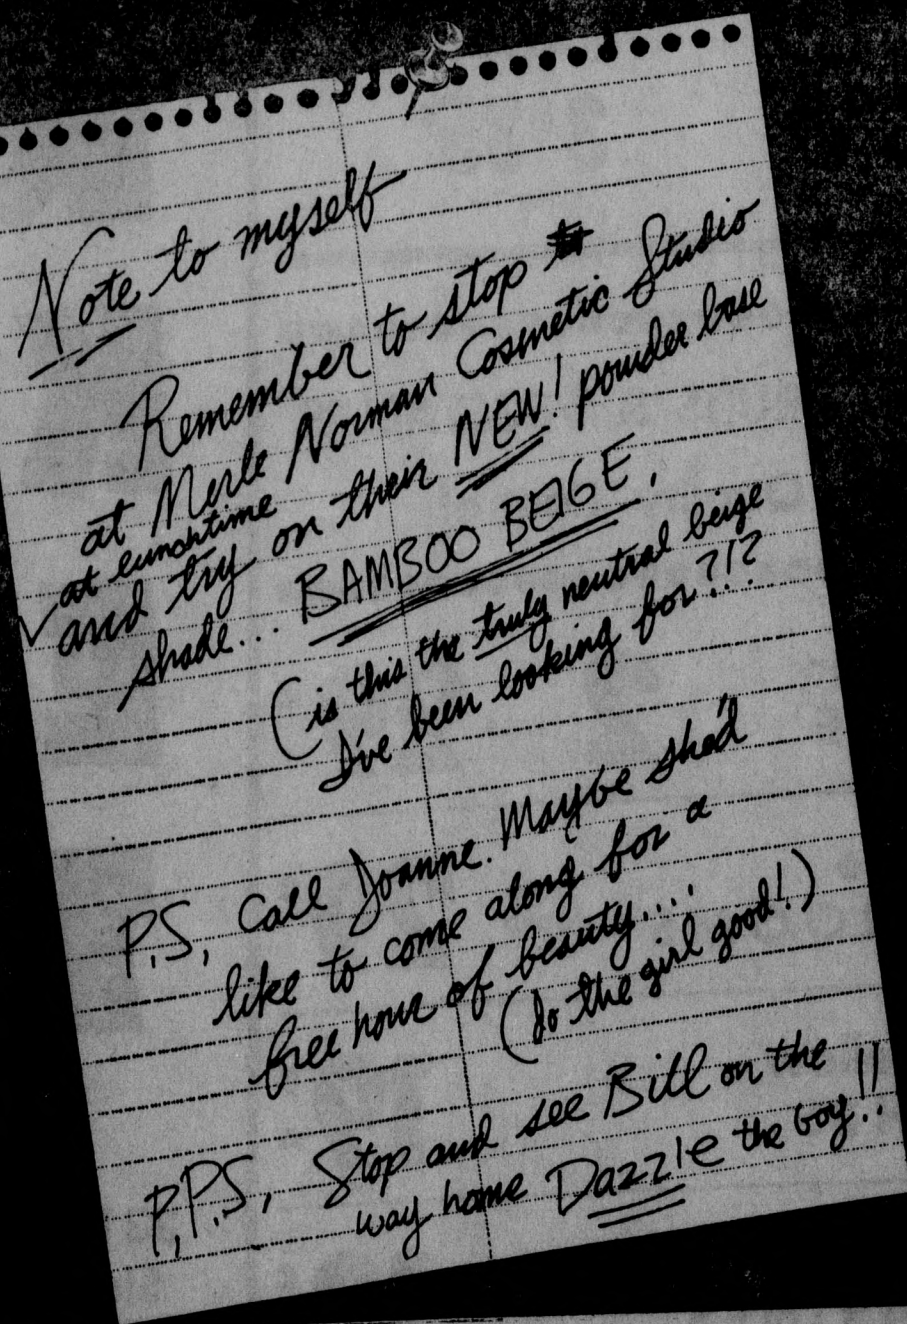 Note to myself
Remember to stop
at Merle Norman Cosmetic Studio
at lunchtime
and try on their NEW! powder base
shade... BAMBOO BEIGE.
(is this the truly neutral beige
I've been looking for?!?
P.S. Call Joanne. Maybe she'd
like to come along for a
free hour of beauty....
(do the girl good!)
P.P.S. Stop and see Bill on the
way home Dazzle the boy!!